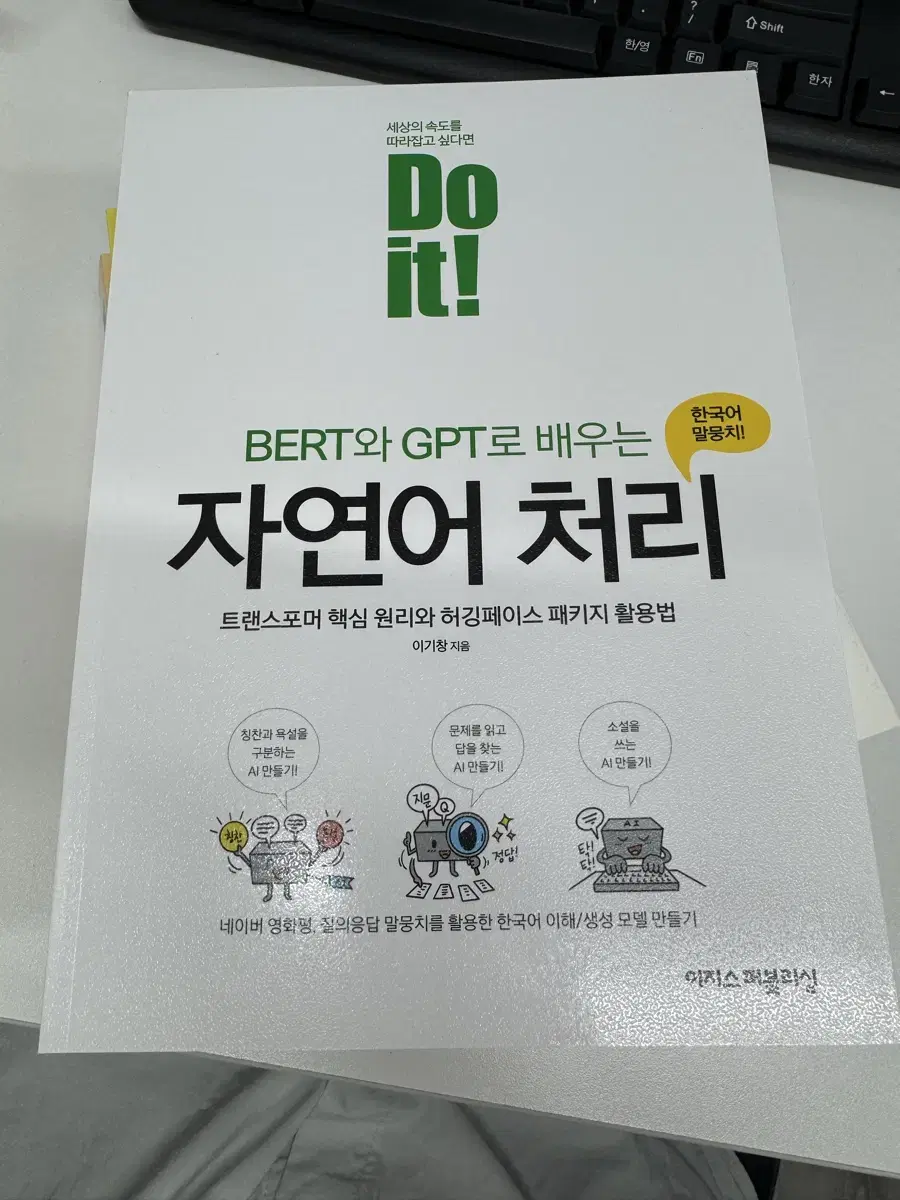 ?
/
⇧ Shift
한/영
Fn
한자
←
세상의 속도를
따라잡고 싶다면
Do
it!
BERT와 GPT로 배우는
한국어
말뭉치!
자연어 처리
트랜스포머 핵심 원리와 허깅페이스 패키지 활용법
이기창 지음
칭찬과 욕설을
구분하는
AI 만들기!
문제를 읽고
답을 찾는
AI 만들기!
소설을
쓰는
AI 만들기!
칭찬
지문
Q
정답!
AI
타!
탁!
네이버 영화평, 질의응답 말뭉치를 활용한 한국어 이해/생성 모델 만들기
이지스퍼블리싱